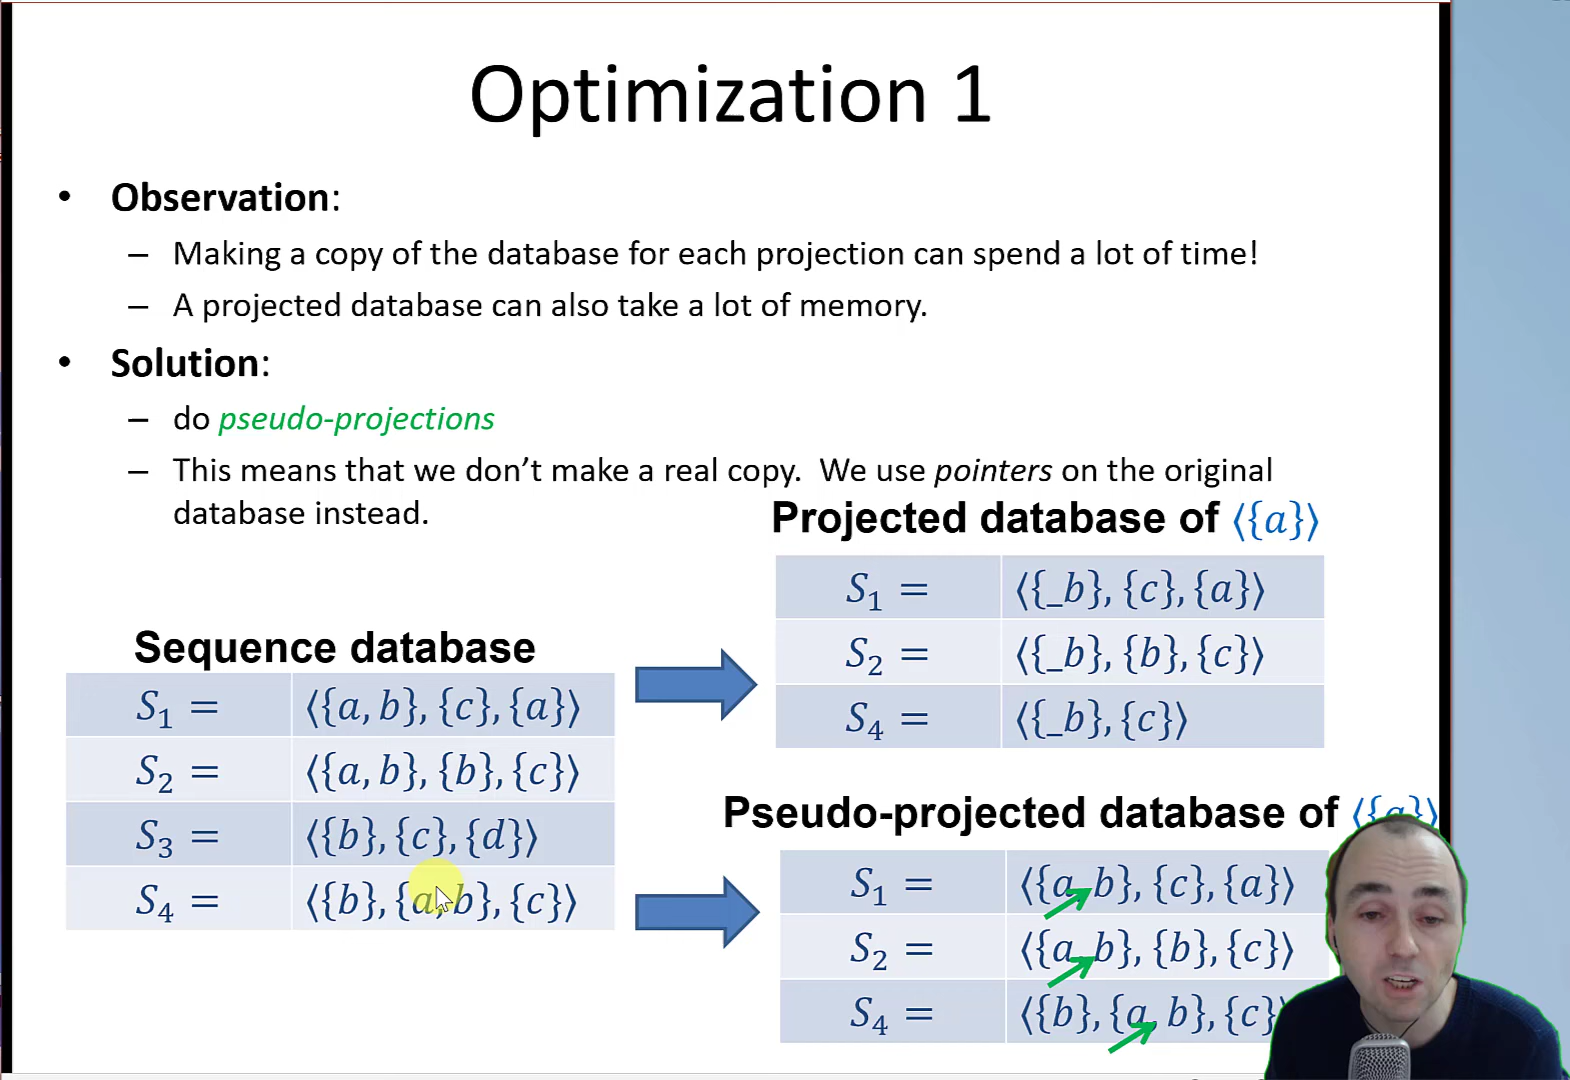 Optimization 1
• Observation:
– Making a copy of the database for each projection can spend a lot of time!
– A projected database can also take a lot of memory.
• Solution:
– do pseudo-projections
– This means that we don't make a real copy. We use pointers on the original
database instead.
Projected database of ⟨{a}⟩
S₁ = ⟨{_b}, {c}, {a}⟩
S₂ = ⟨{_b}, {b}, {c}⟩
S₄ = ⟨{_b}, {c}⟩
Sequence database
S₁ = ⟨{a, b}, {c}, {a}⟩
S₂ = ⟨{a, b}, {b}, {c}⟩
S₃ = ⟨{b}, {c}, {d}⟩
S₄ = ⟨{b}, {a, b}, {c}⟩
Pseudo-projected database of ⟨{a}⟩
S₁ = ⟨{a, b}, {c}, {a}⟩
S₂ = ⟨{a, b}, {b}, {c}⟩
S₄ = ⟨{b}, {a, b}, {c}